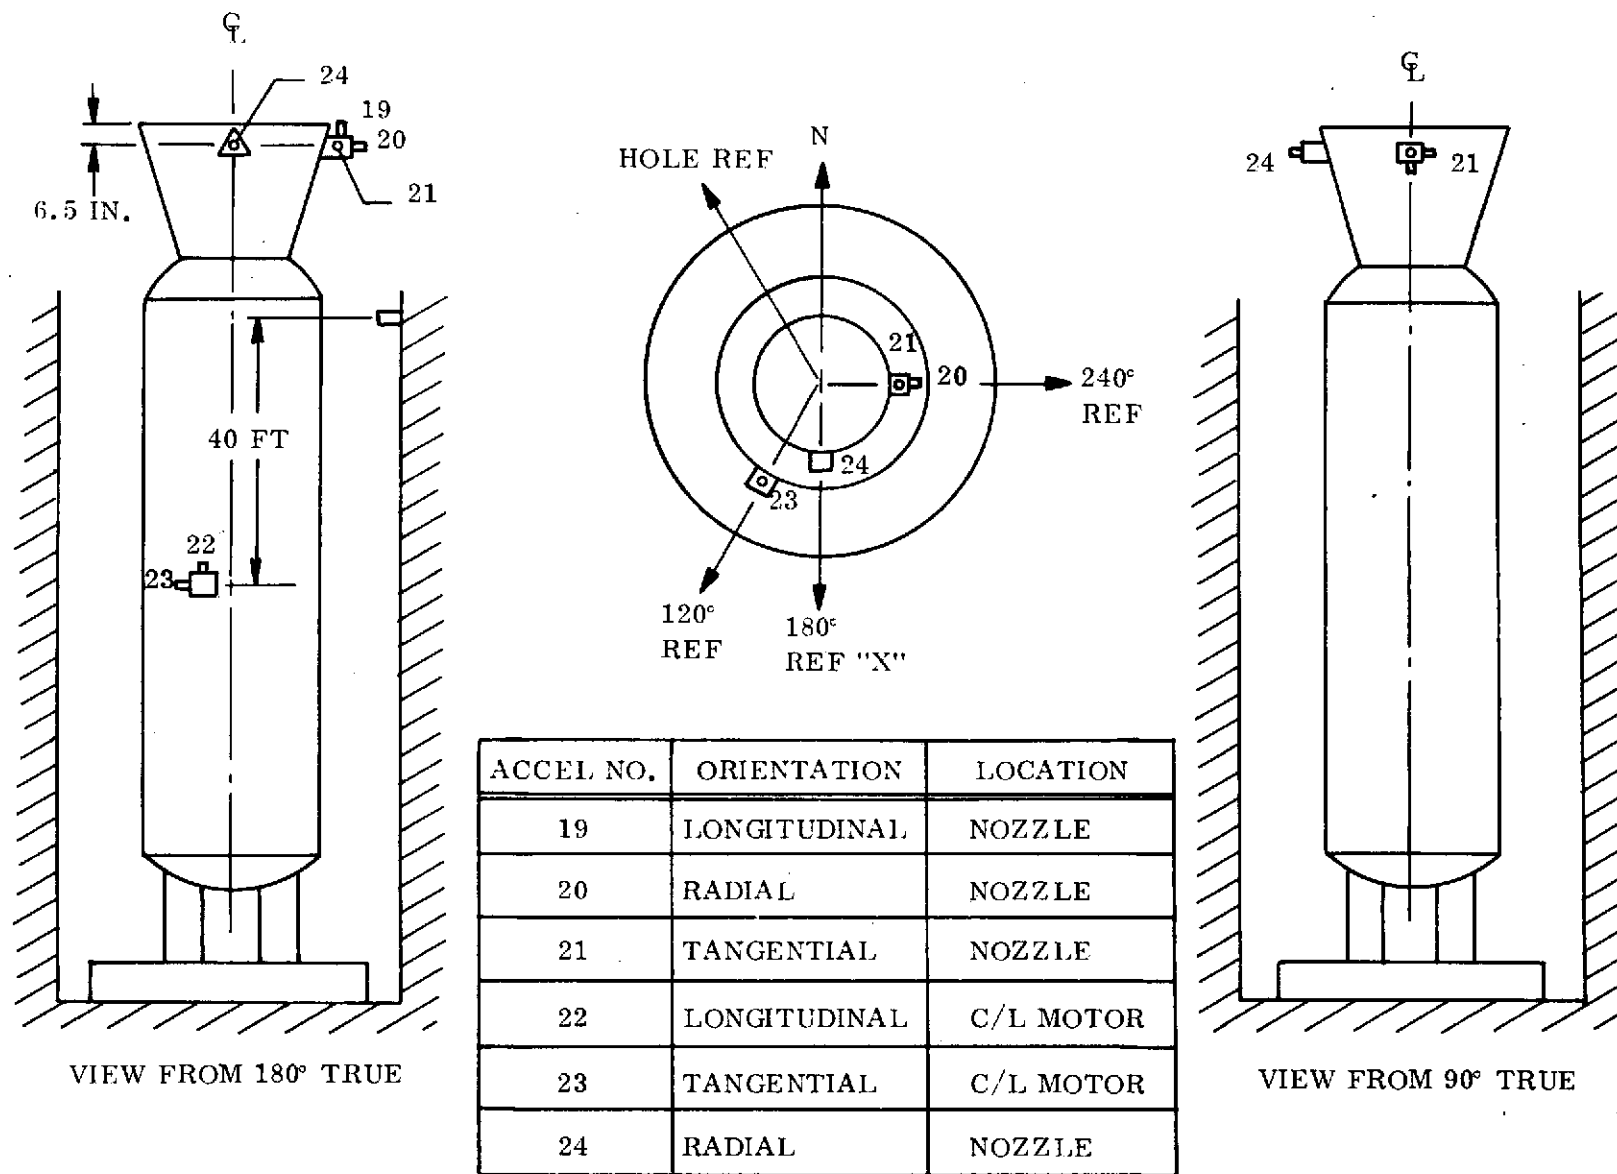 ℄
24
19
20
21
6.5 IN.
40 FT
22
23
VIEW FROM 180° TRUE
N
HOLE REF
21
20
240°
REF
24
23
120°
REF
180°
REF "X"
℄
24
21
VIEW FROM 90° TRUE
ACCEL NO. ORIENTATION LOCATION
19 LONGITUDINAL NOZZLE
20 RADIAL NOZZLE
21 TANGENTIAL NOZZLE
22 LONGITUDINAL C/L MOTOR
23 TANGENTIAL C/L MOTOR
24 RADIAL NOZZLE